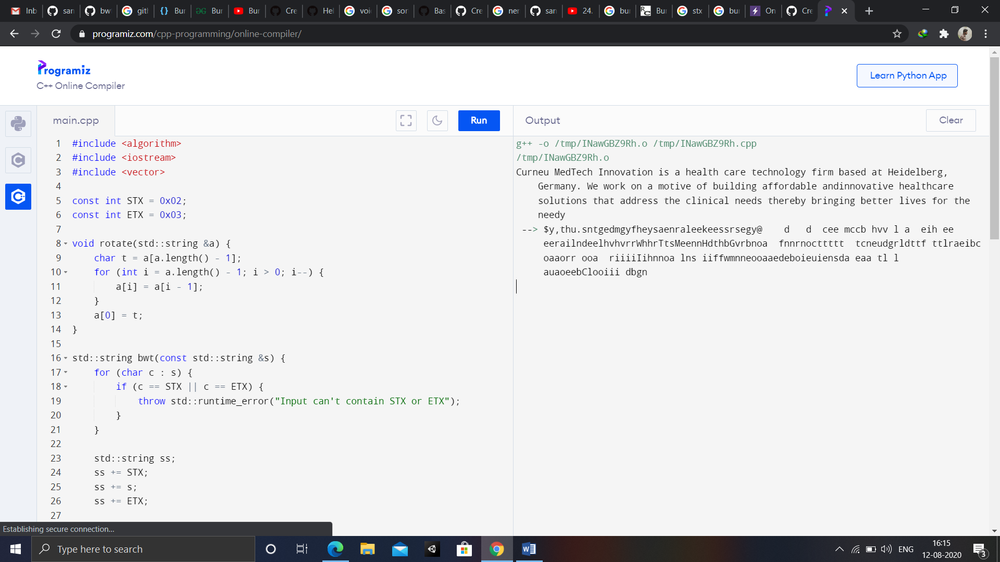 Inb
san
bw
gitl
Bur
Bur
Bur
Cre
Hel
voi
sor
Bas
Cre
ner
san
24.
bu
Bu
stx
bu
On
Cre
programiz.com/cpp-programming/online-compiler/
Programiz
C++ Online Compiler
Learn Python App
main.cpp
Run
Output
Clear
1 #include <algorithm>
2 #include <iostream>
3 #include <vector>
4
5 const int STX = 0x02;
6 const int ETX = 0x03;
7
8 void rotate(std::string &a) {
9 char t = a[a.length() - 1];
10 for (int i = a.length() - 1; i > 0; i--) {
11 a[i] = a[i - 1];
12 }
13 a[0] = t;
14 }
15
16 std::string bwt(const std::string &s) {
17 for (char c : s) {
18 if (c == STX || c == ETX) {
19 throw std::runtime_error("Input can't contain STX or ETX");
20 }
21 }
22
23 std::string ss;
24 ss += STX;
25 ss += s;
26 ss += ETX;
27
g++ -o /tmp/INawGBZ9Rh.o /tmp/INawGBZ9Rh.cpp
/tmp/INawGBZ9Rh.o
Curneu MedTech Innovation is a health care technology firm based at Heidelberg,
Germany. We work on a motive of building affordable andinnovative healthcare
solutions that address the clinical needs thereby bringing better lives for the
needy
--> $y,thu.sntgedmgyfheysaenraleekeessrsegy@    d   d  cee mccb hvv l a  eih ee
eerailndeelhvhvrrWhhrTtsMeennHdthbGvrbnoa  fnnrnocttttt  tcneudgrldttf ttlraeibc
oaaorr ooa  riiiiIihnnoa lns iiffwmnneooaaedeboieuiensda eaa tl l
auaoeebClooiii dbgn
Establishing secure connection...
Type here to search
ENG
16:15
12-08-2020
3